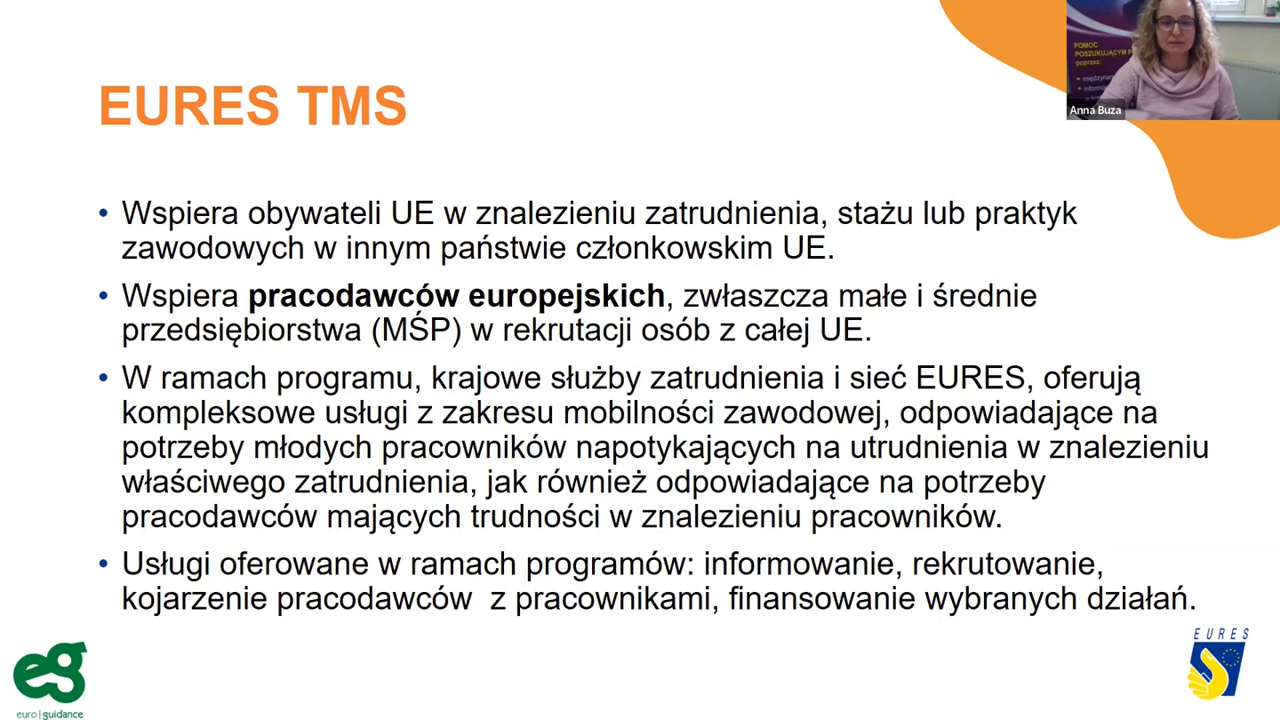 EURES TMS
POMOC
POSZUKUJĄCYM
poprzez:
Anna Buza
• Wspiera obywateli UE w znalezieniu zatrudnienia, stażu lub praktyk
zawodowych w innym państwie członkowskim UE.
• Wspiera pracodawców europejskich, zwłaszcza małe i średnie
przedsiębiorstwa (MŚP) w rekrutacji osób z całej UE.
• W ramach programu, krajowe służby zatrudnienia i sieć EURES, oferują
kompleksowe usługi z zakresu mobilności zawodowej, odpowiadające na
potrzeby młodych pracowników napotykających na utrudnienia w znalezieniu
właściwego zatrudnienia, jak również odpowiadające na potrzeby
pracodawców mających trudności w znalezieniu pracowników.
• Usługi oferowane w ramach programów: informowanie, rekrutowanie,
kojarzenie pracodawców z pracownikami, finansowanie wybranych działań.
eg
euro|guidance
EURES